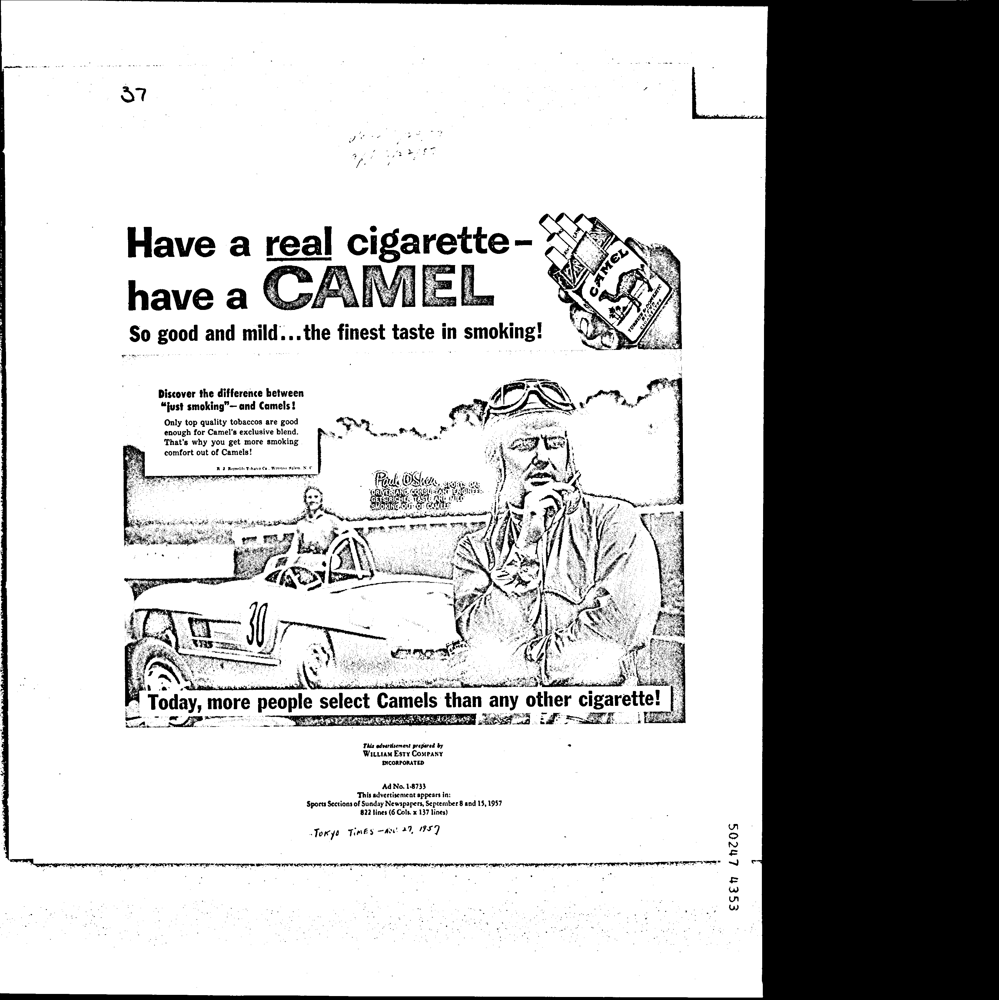 37
Have a real cigarette-
have a CAMEL
So good and mild...the finest taste in smoking!
CAMEL
Discover the difference between
"just smoking"—and Camels!
Only top quality tobaccos are good
enough for Camel's exclusive blend.
That's why you get more smoking
comfort out of Camels!
R. J. Reynolds Tobacco Co., Winston-Salem, N. C.
Paul O'Shea
30
Today, more people select Camels than any other cigarette!
This advertisement prepared by
WILLIAM ESTY COMPANY
INCORPORATED
Ad No. 1-8733
This advertisement appears in:
Sports Sections of Sunday Newspapers, September 8 and 15, 1957
822 lines (6 Cols. x 137 lines)
-TOKYO TIMES - 27, 1957
50247 4353